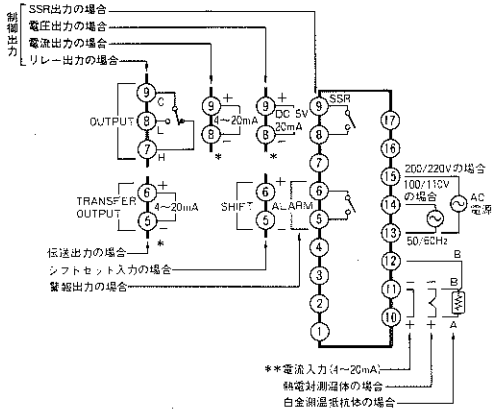 制御出力
SSR出力の場合
電圧出力の場合
電流出力の場合
リレー出力の場合
OUTPUT
9 C
8 L
7 H
9 +
4~20mA
8 −
*
9 +
DC 5V
20mA
8 −
*
9 SSR
8
7
6
5
4
3
2
1
17
16
15
14
13
12
11
10
200/220Vの場合
100/110V
の場合
AC
電源
50/60Hz
B
B
A
− − 
+ +
TRANSFER
OUTPUT
6 +
4~20mA
5 −
*
SHIFT
6 +
5 −
ALARM
伝送出力の場合
シフトセット入力の場合
警報出力の場合
**電流入力(4~20mA)
熱電対測温体の場合
白金測温抵抗体の場合